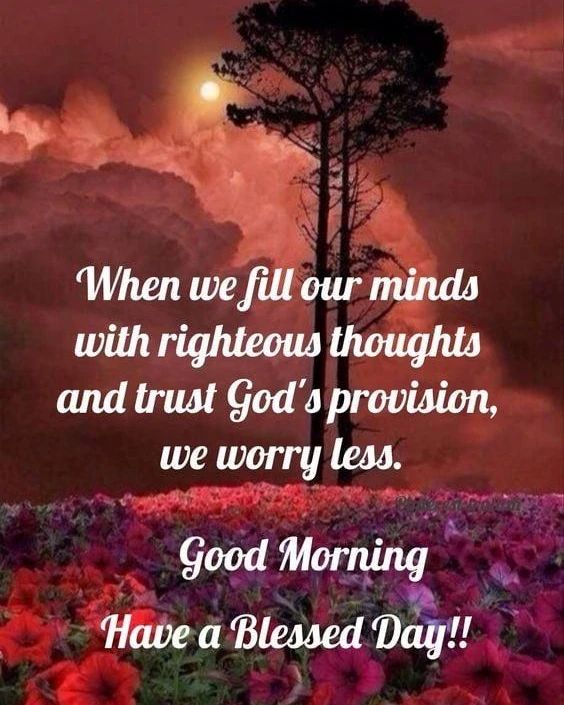 When we fill our minds
with righteous thoughts
and trust God's provision,
we worry less.
Good Morning
Have a Blessed Day!!